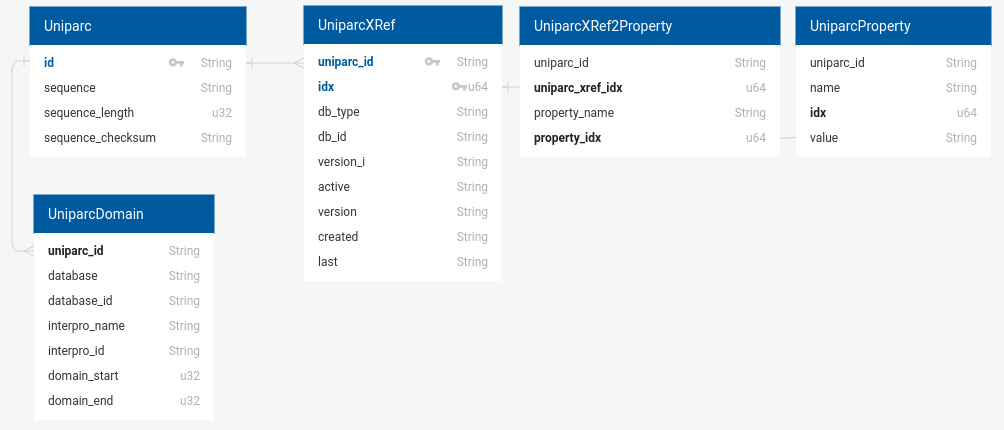 Uniparc
id String
sequence String
sequence_length u32
sequence_checksum String
UniparcXRef
uniparc_id String
idx u64
db_type String
db_id String
version_i String
active String
version String
created String
last String
UniparcXRef2Property
uniparc_id String
uniparc_xref_idx u64
property_name String
property_idx u64
UniparcProperty
uniparc_id String
name String
idx u64
value String
UniparcDomain
uniparc_id String
database String
database_id String
interpro_name String
interpro_id String
domain_start u32
domain_end u32